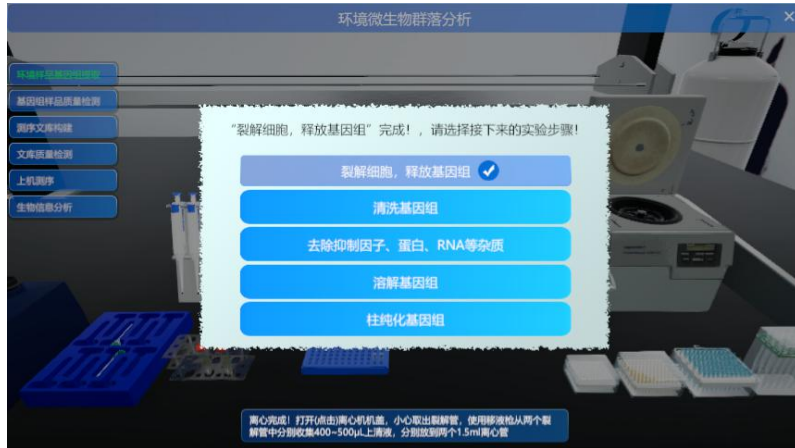 环境微生物群落分析
环境样品基因组提取
基因组样品质量检测
测序文库构建
文库质量检测
上机测序
生物信息分析
“裂解细胞，释放基因组”完成！，请选择接下来的实验步骤！
裂解细胞，释放基因组
清洗基因组
去除抑制因子、蛋白、RNA等杂质
溶解基因组
柱纯化基因组
离心完成！打开(点击)离心机机盖，小心取出裂解管，使用移液枪从两个裂
解管中分别收集400~500μL上清液，分别放到两个1.5ml离心管